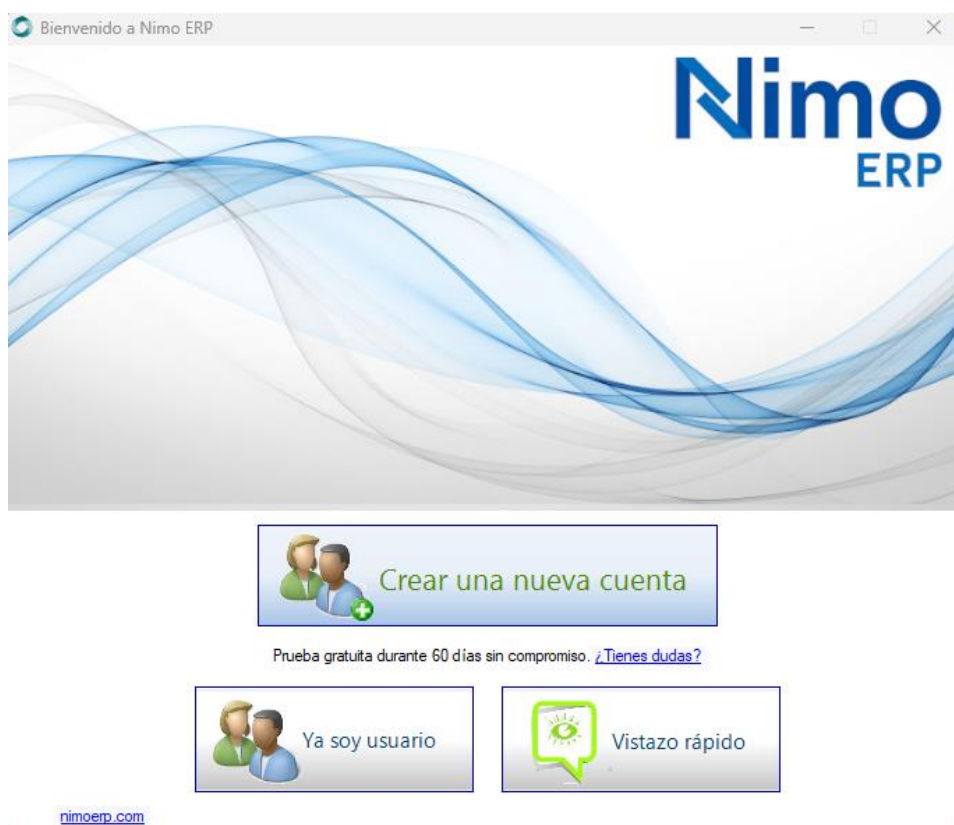 Bienvenido a Nimo ERP
Nimo
ERP
Crear una nueva cuenta
Prueba gratuita durante 60 días sin compromiso. ¿Tienes dudas?
Ya soy usuario
Vistazo rápido
nimoerp.com